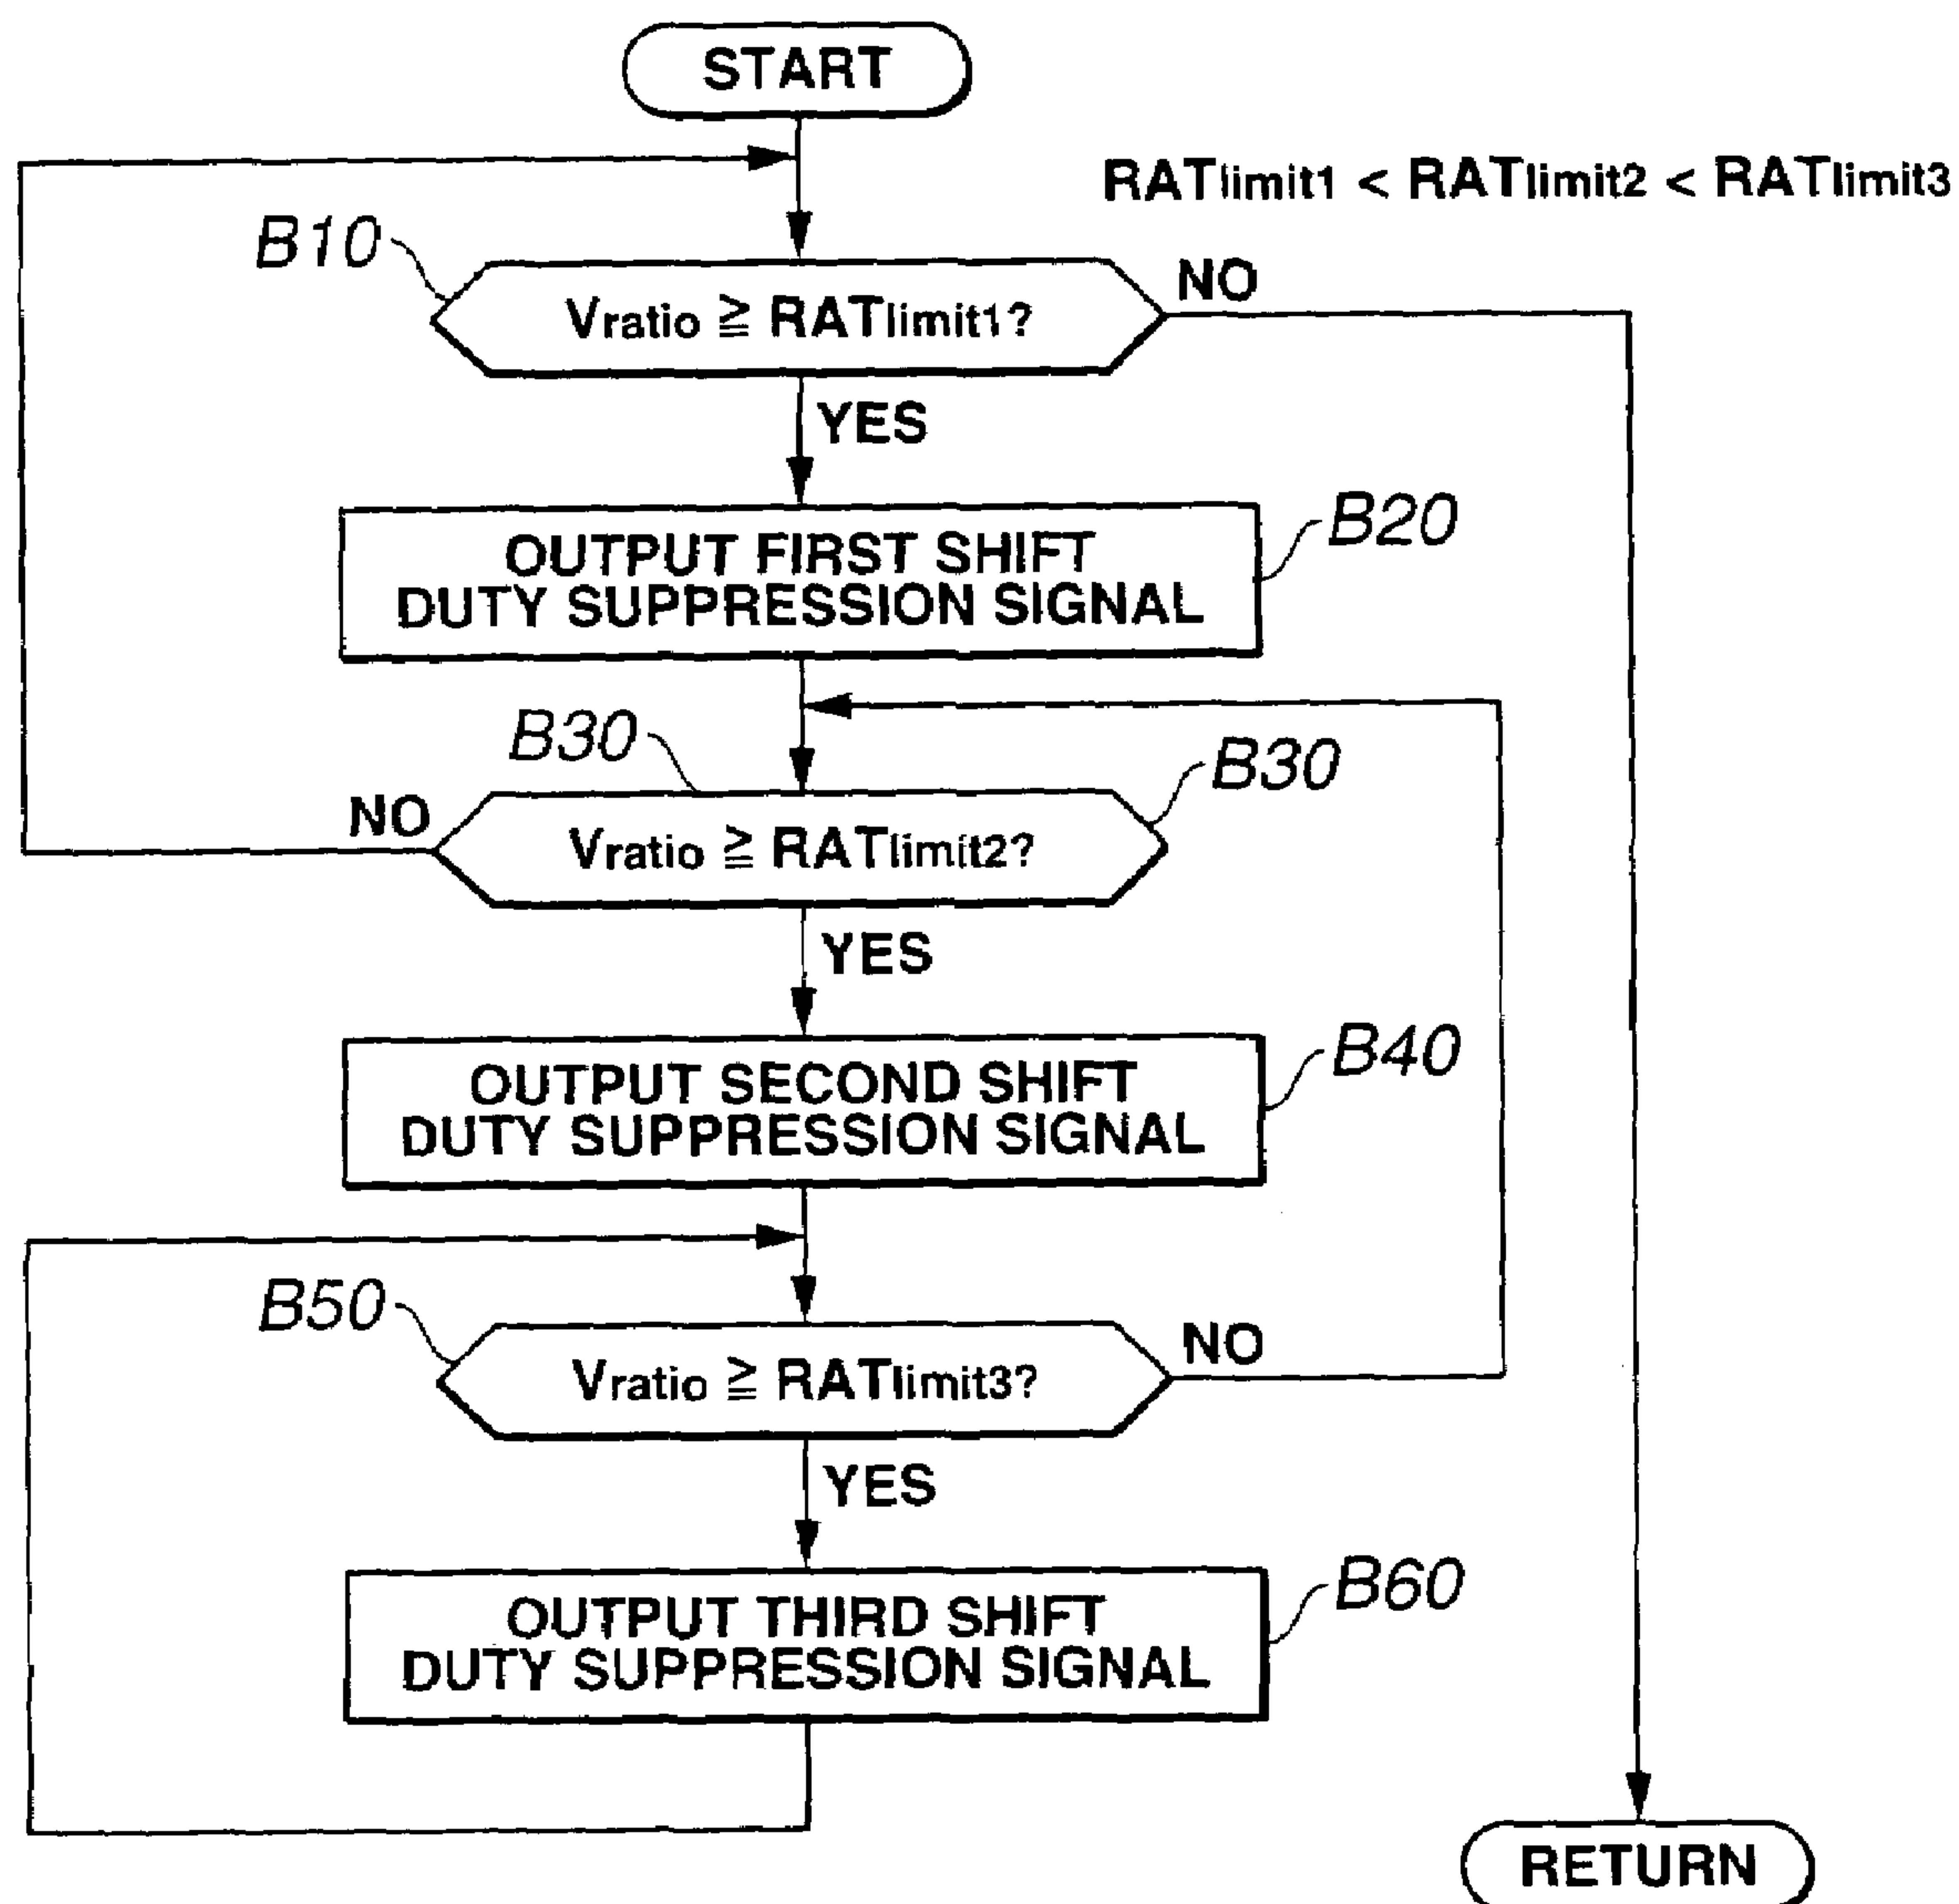 START
RATlimit1 < RATlimit2 < RATlimit3
B10
Vratio ≧ RATlimit1?
NO
YES
OUTPUT FIRST SHIFT
DUTY SUPPRESSION SIGNAL
B20
B30
B30
NO
Vratio ≧ RATlimit2?
YES
OUTPUT SECOND SHIFT
DUTY SUPPRESSION SIGNAL
B40
B50
Vratio ≧ RATlimit3?
NO
YES
OUTPUT THIRD SHIFT
DUTY SUPPRESSION SIGNAL
B60
RETURN